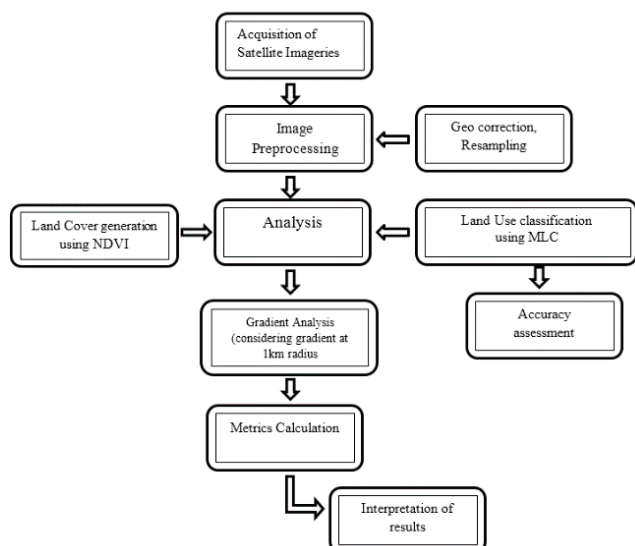 Acquisition of
Satellite Imageries
Image
Preprocessing
Geo correction,
Resampling
Land Cover generation
using NDVI
Analysis
Land Use classification
using MLC
Gradient Analysis
(considering gradient at
1km radius
Accuracy
assessment
Metrics Calculation
Interpretation of
results